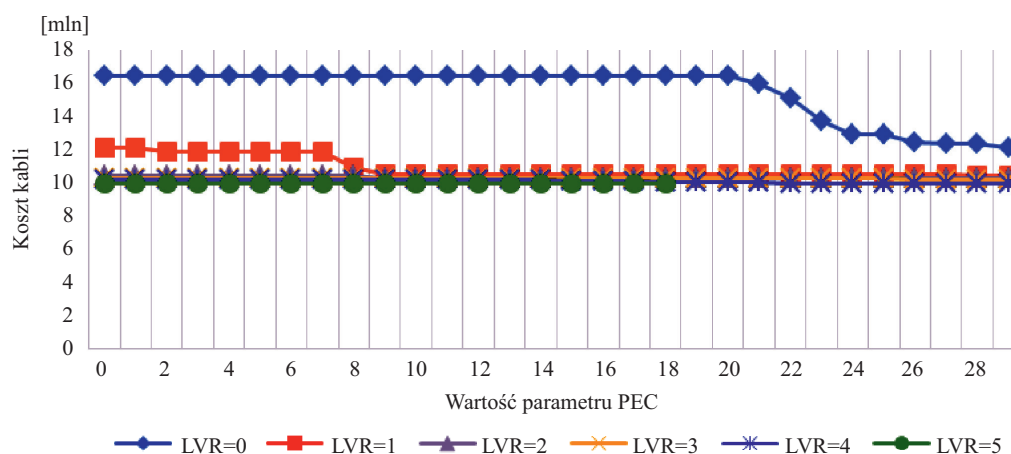 [mln]
18
16
14
12
10
8
6
4
2
0
Koszt kabli
0 2 4 6 8 10 12 14 16 18 20 22 24 26 28
Wartość parametru PEC
LVR=0 LVR=1 LVR=2 LVR=3 LVR=4 LVR=5